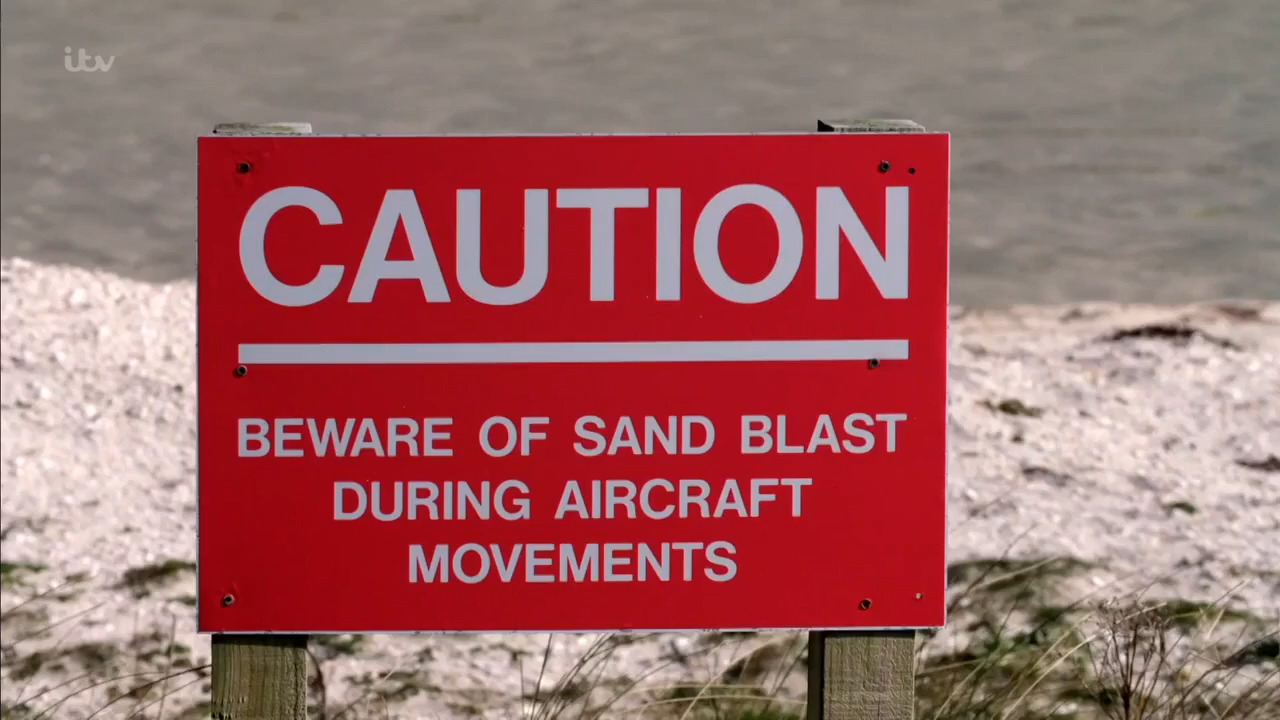 itv
CAUTION
BEWARE OF SAND BLAST
DURING AIRCRAFT
MOVEMENTS